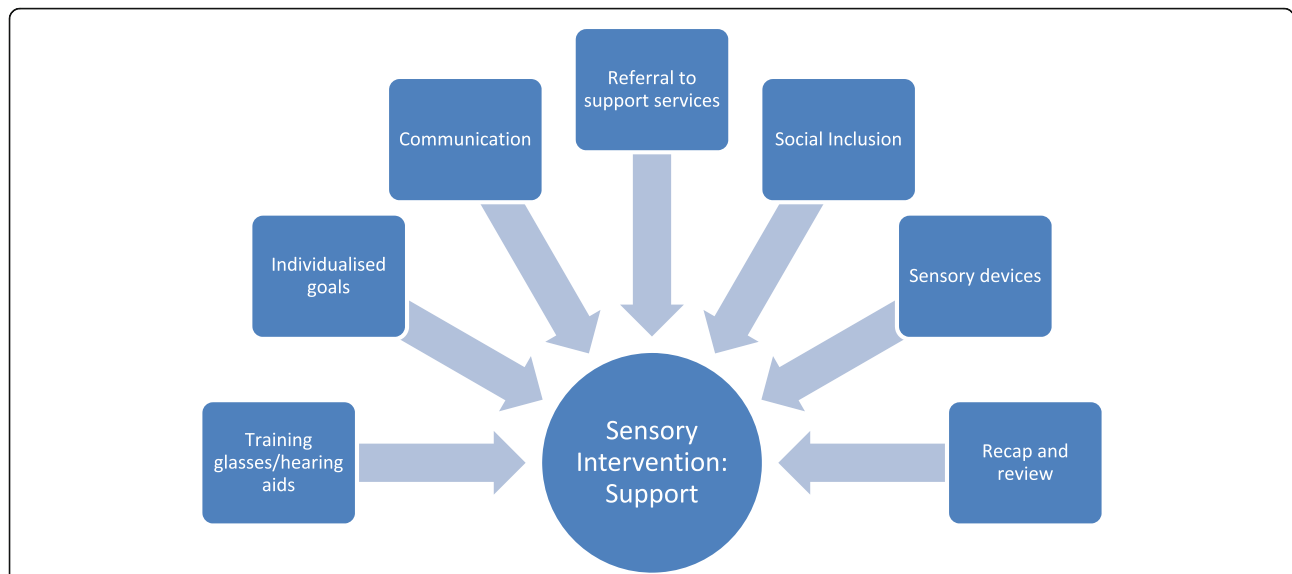 Referral to
support services
Communication
Social Inclusion
Individualised
goals
Sensory devices
Training
glasses/hearing
aids
Sensory
Intervention:
Support
Recap and
review